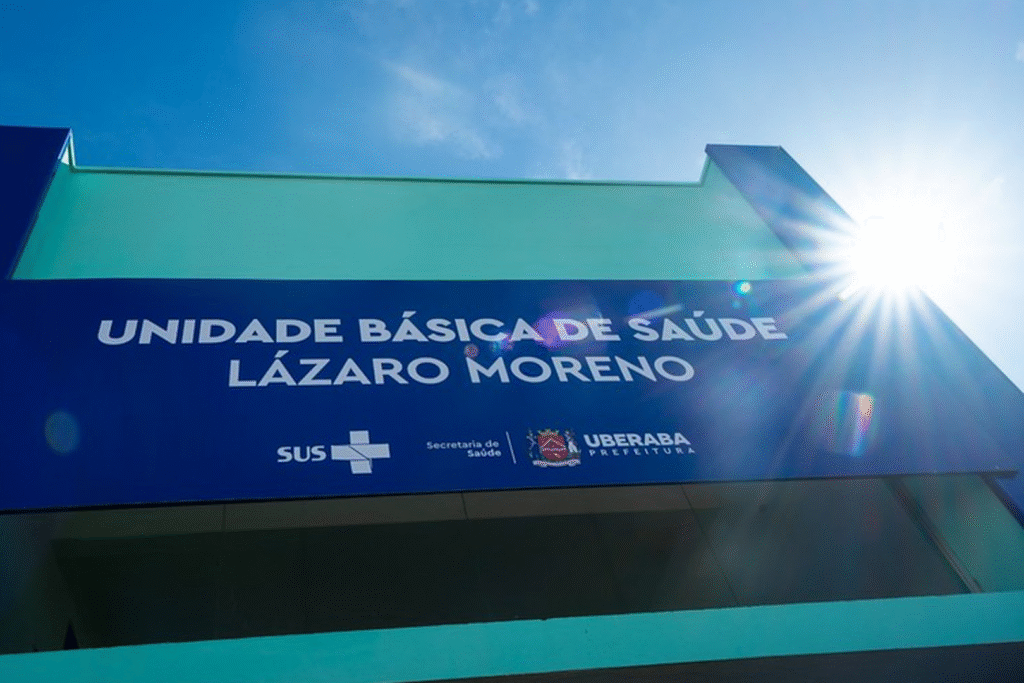 UNIDADE BÁSICA DE SAÚDE
LÁZARO MORENO
SUS
Secretaria de
Saúde
UBERABA
PREFEITURA